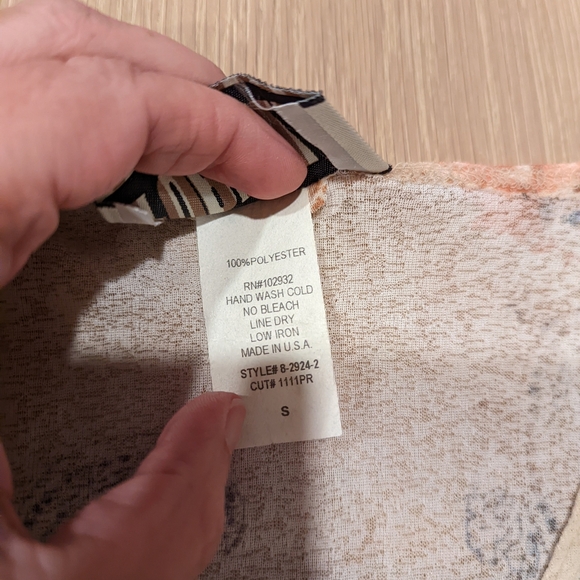 100%POLYESTER
RN#102932
HAND WASH COLD
NO BLEACH
LINE DRY
LOW IRON
MADE IN U.S.A.
STYLE# 8-2924-2
CUT# 1111PR
S